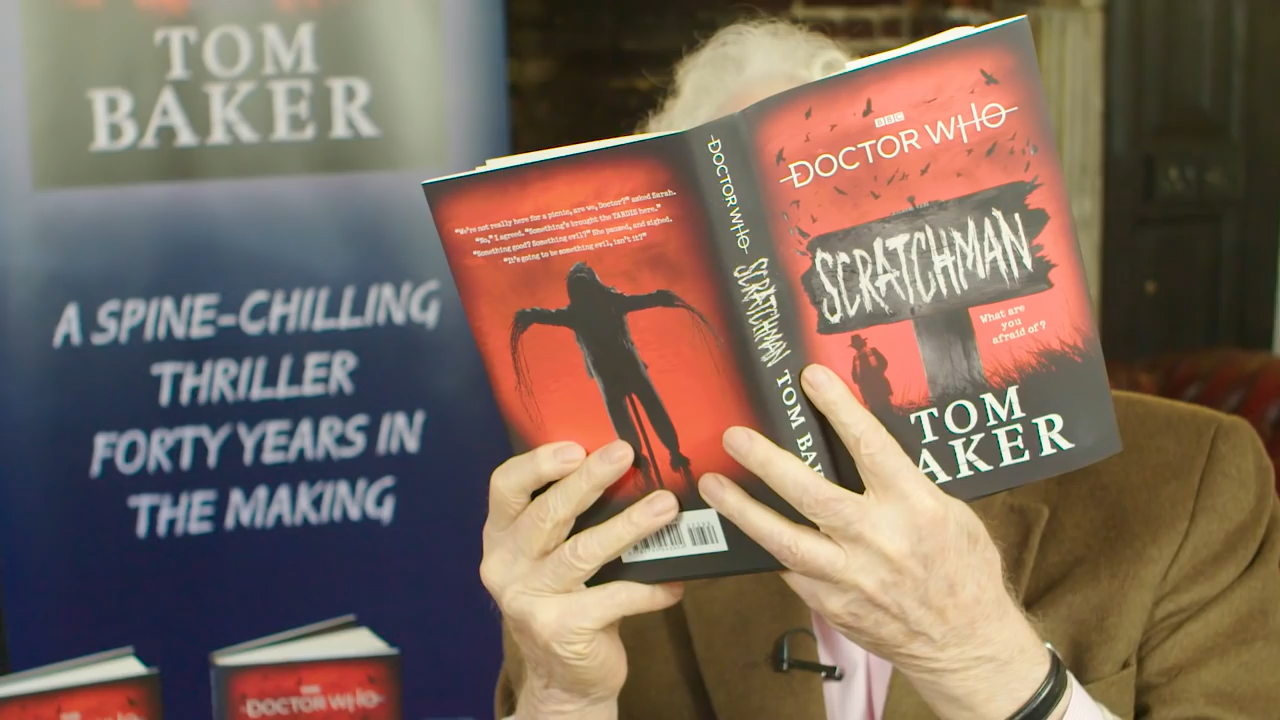 TOM
BAKER
A SPINE-CHILLING
THRILLER
FORTY YEARS IN
THE MAKING
"We're not really here for a picnic, are we, Doctor?" asked Sarah.
"No," I agreed. "Something's brought the TARDIS here."
"Something good? Something evil?" She paused, and sighed.
"It's going to be something evil, isn't it?"
DOCTOR WHO
SCRATCHMAN
TOM BAK
BBC
DOCTOR WHO
SCRATCHMAN
What are
you
afraid of?
TOM
AKER
DOCTOR WHO